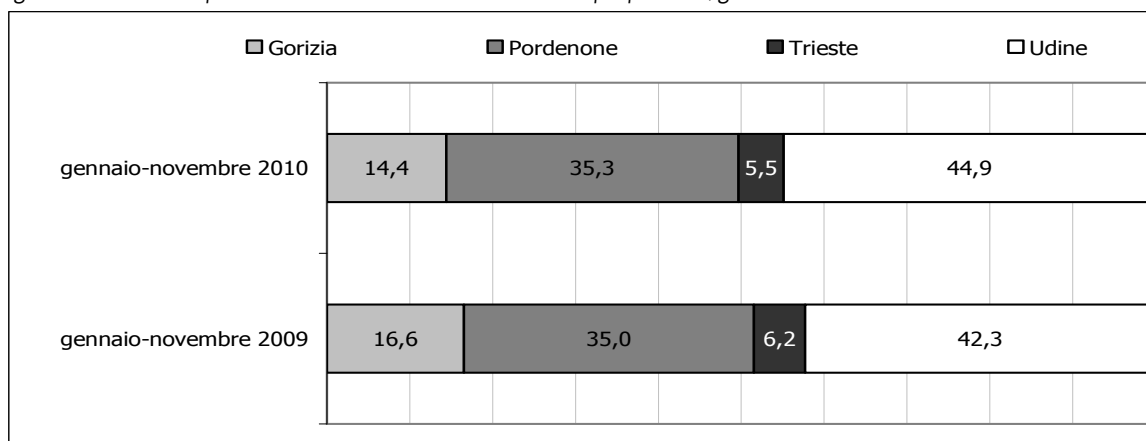 Gorizia Pordenone Trieste Udine
gennaio-novembre 2010 14,4 35,3 5,5 44,9
gennaio-novembre 2009 16,6 35,0 6,2 42,3